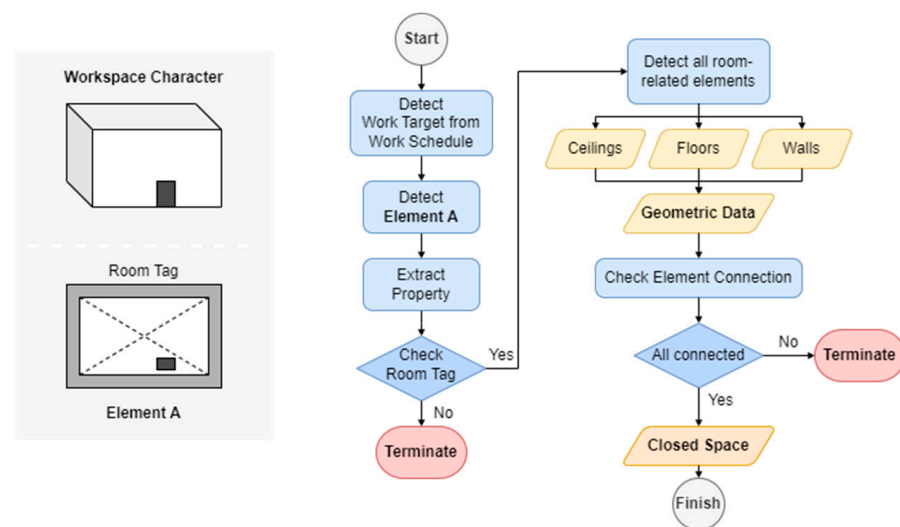 Workspace Character
Room Tag
Element A
Start
Detect
Work Target from
Work Schedule
Detect
Element A
Extract
Property
Check
Room Tag
Yes
No
Terminate
Detect all room-
related elements
Ceilings
Floors
Walls
Geometric Data
Check Element Connection
All connected
No
Terminate
Yes
Closed Space
Finish